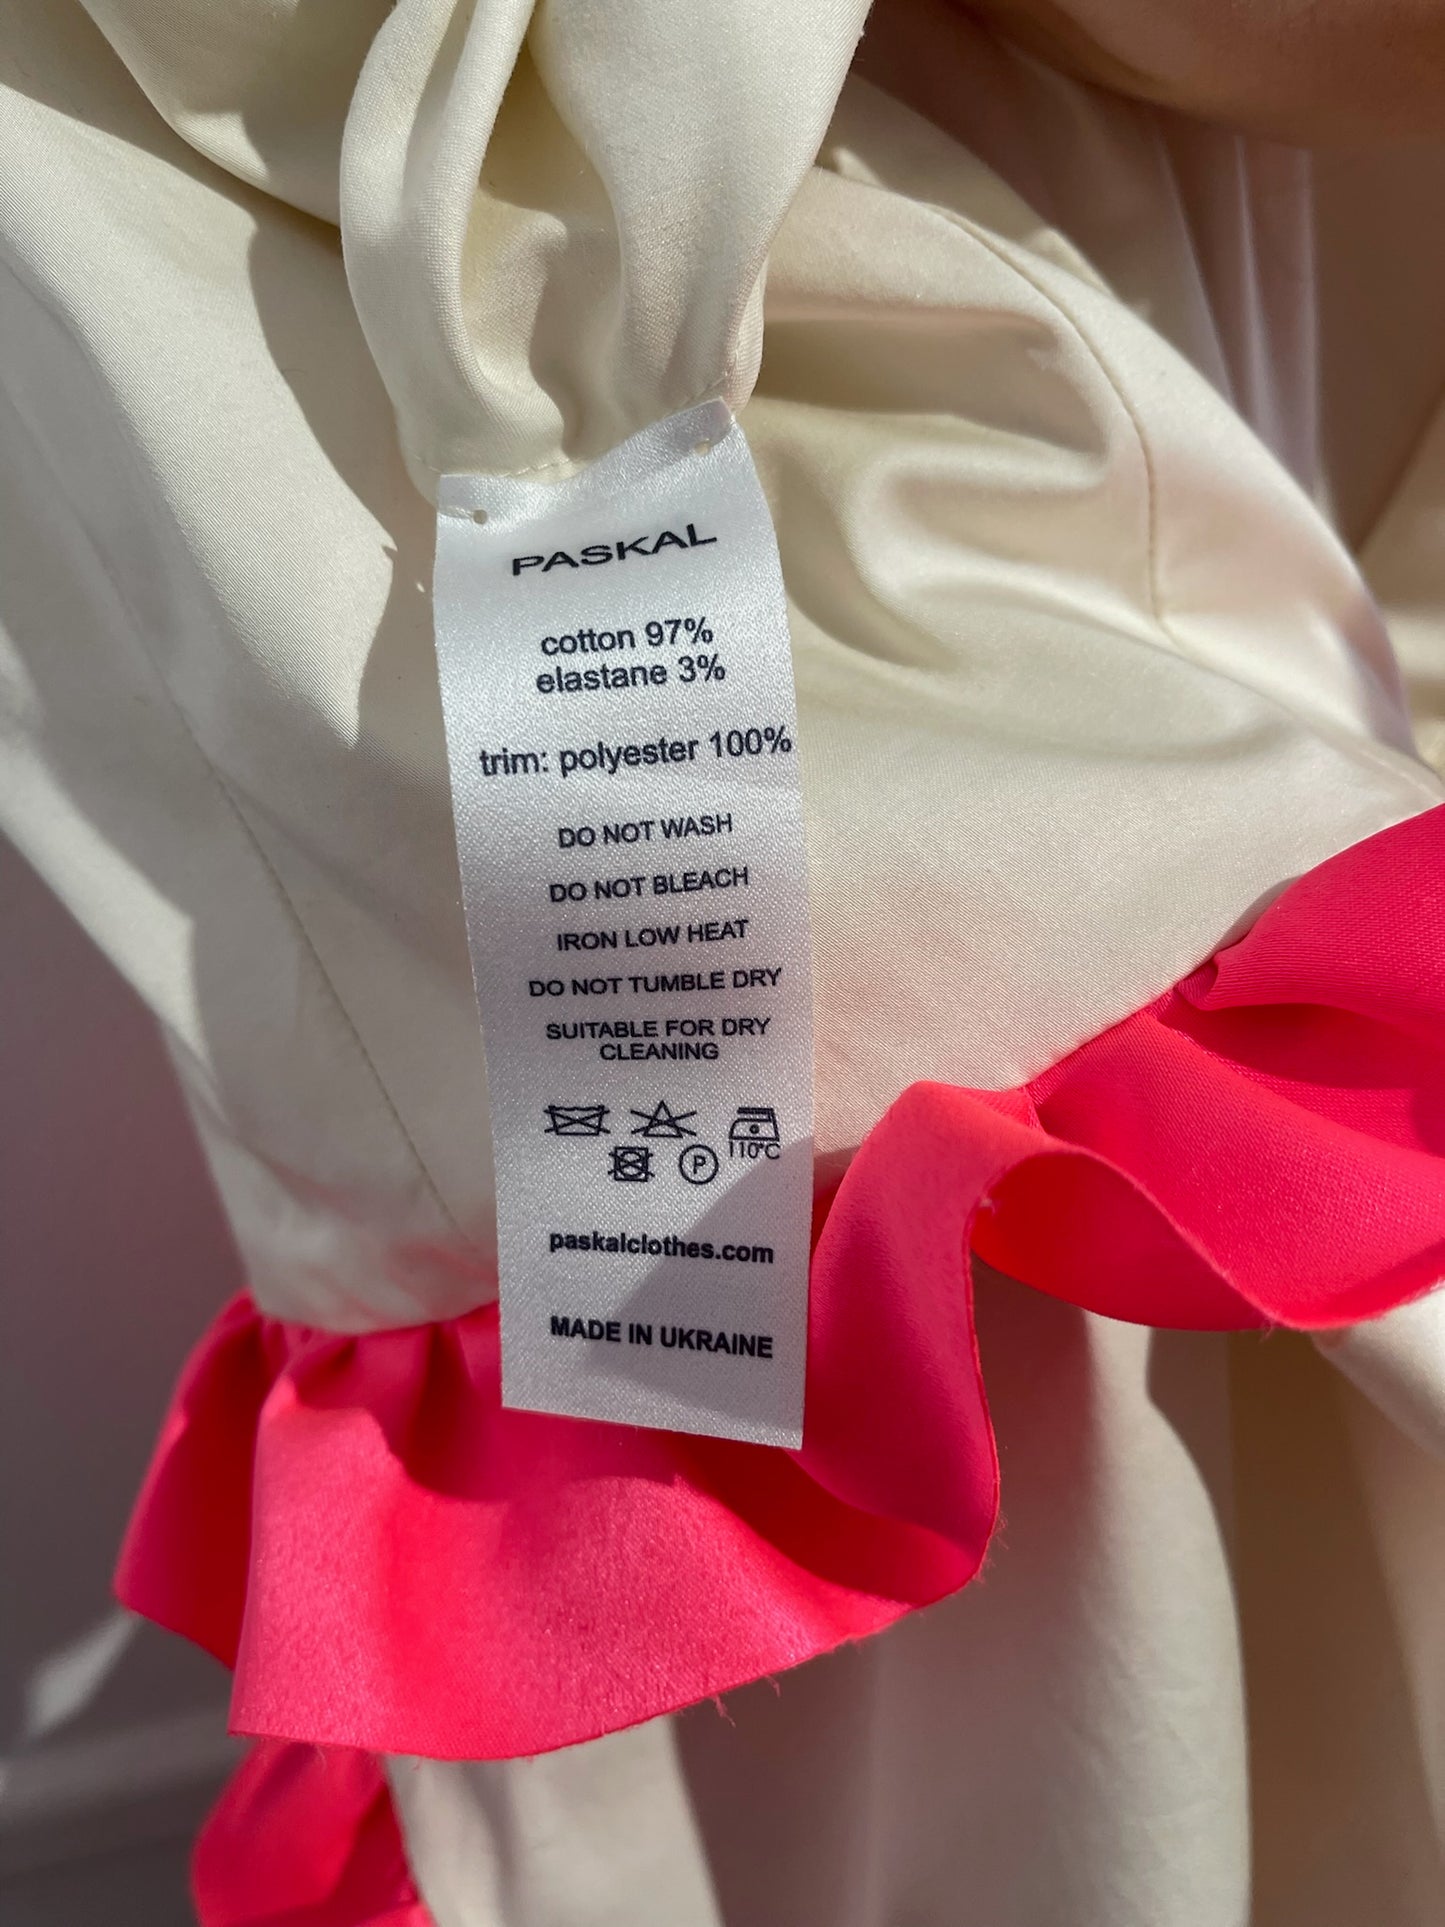 PASKAL
cotton 97%
elastane 3%
trim: polyester 100%
DO NOT WASH
DO NOT BLEACH
IRON LOW HEAT
DO NOT TUMBLE DRY
SUITABLE FOR DRY
CLEANING
110°C
P
paskalclothes.com
MADE IN UKRAINE